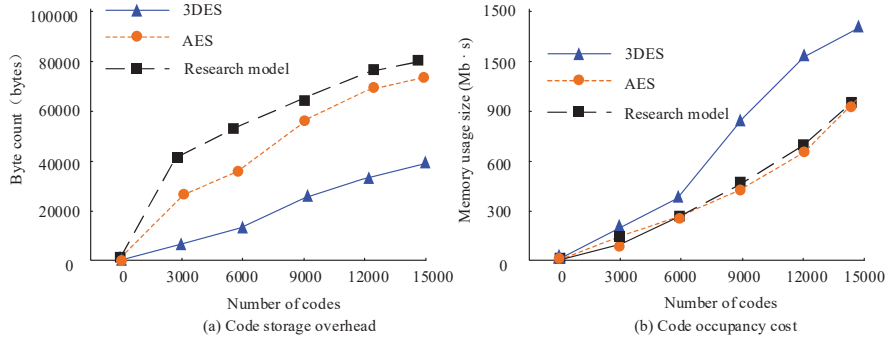 100000
80000
60000
40000
20000
0
Byte count（bytes）
3DES
AES
Research model
0
3000
6000
9000
12000
15000
Number of codes
(a) Code storage overhead
1500
1500
900
600
300
0
Memory usage size (Mb · s)
3DES
AES
Research model
0
3000
6000
9000
12000
15000
Number of codes
(b) Code occupancy cost